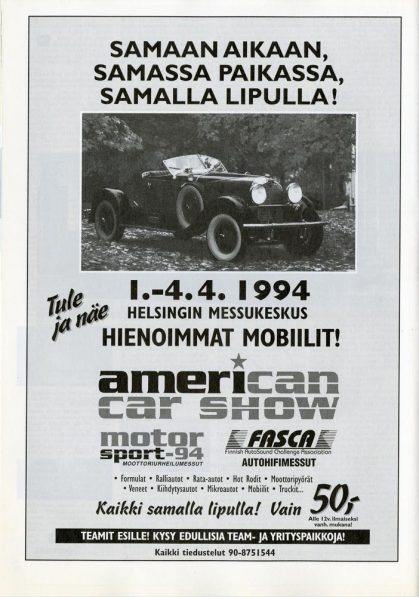 SAMAAN AIKAAN,
SAMASSA PAIKASSA,
SAMALLA LIPULLA!
Tule
ja näe
1.-4.4. 1994
HELSINGIN MESSUKESKUS
HIENOIMMAT MOBIILIT!
american
car SHOW
motor
sport-94
MOOTTORIURHEILUMESSUT
FASCA
Finnish AutoSound Challenge Association
AUTOHIFIMESSUT
• Formulat • Ralliautot • Rata-autot • Hot Rodit • Moottoripyörät
• Veneet • Kiihdytysautot • Mikroautot • Mobiilit • Truckit...
Kaikki samalla lipulla! Vain 50,-
Alle 12v. ilmaiseksi
vanh. mukana!
TEAMIT ESILLE! KYSY EDULLISIA TEAM- JA YRITYSPAIKKOJA!
Kaikki tiedustelut 90-8751544